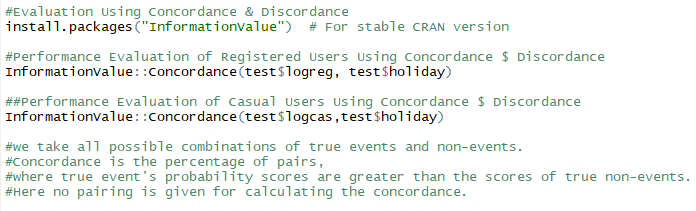 #Evaluation Using Concordance & Discordance
install.packages("InformationValue")  # For stable CRAN version
#Performance Evaluation of Registered Users Using Concordance $ Discordance
InformationValue::Concordance(test$logreg, test$holiday)
##Performance Evaluation of Casual Users Using Concordance $ Discordance
InformationValue::Concordance(test$logcas,test$holiday)
#we take all possible combinations of true events and non-events.
#Concordance is the percentage of pairs,
#where true event's probability scores are greater than the scores of true non-events.
#Here no pairing is given for calculating the concordance.